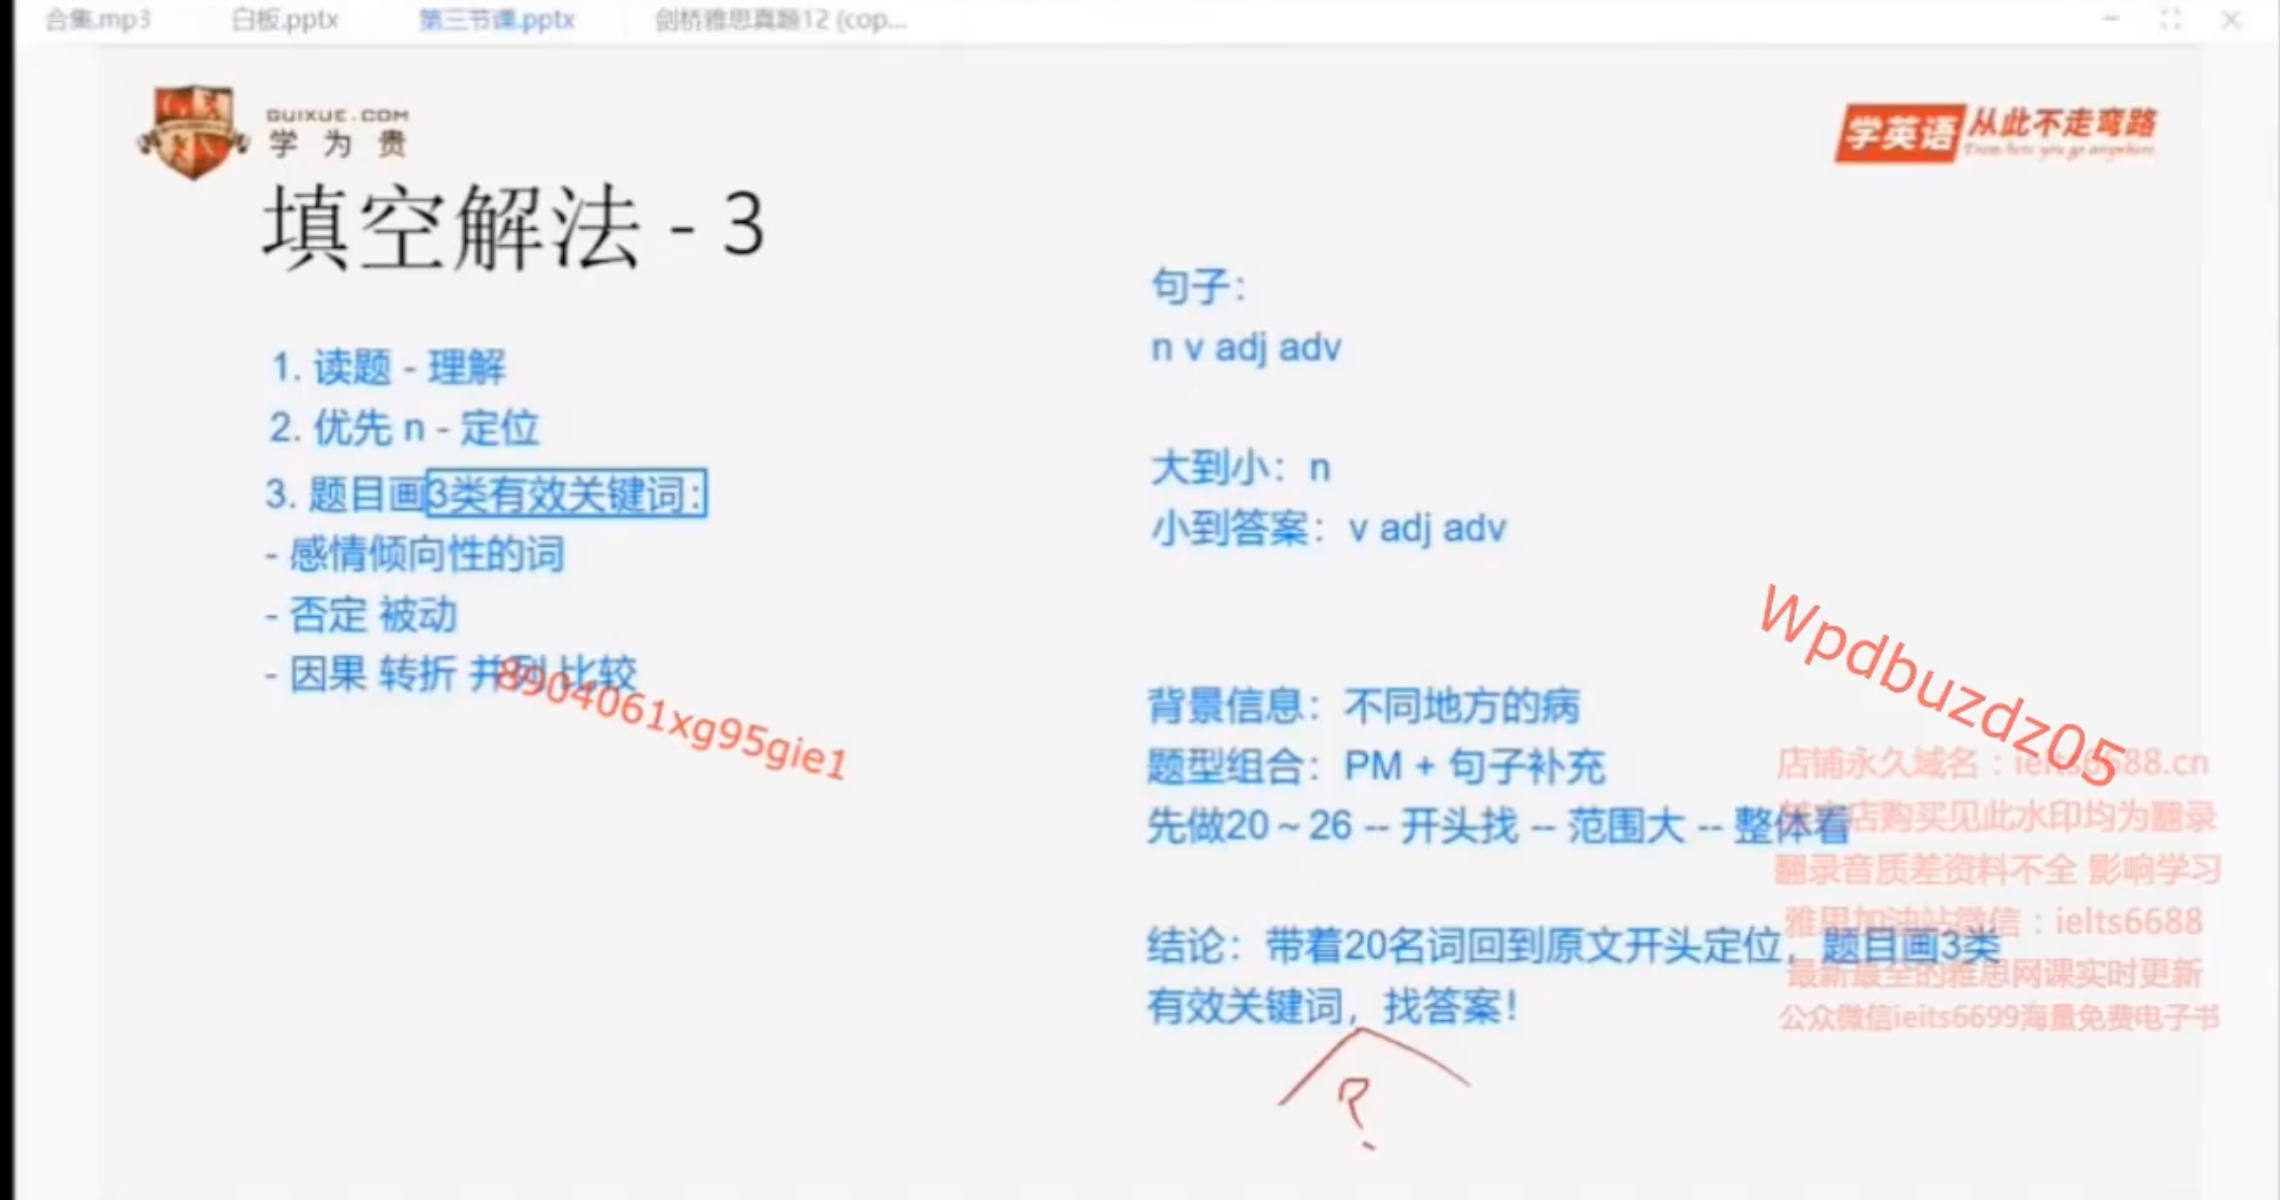 合集.mp3
白板.pptx
第三节课.pptx
剑桥雅思真题12 (cop...
GUIXUE.COM
学为贵
学英语
从此不走弯路
From here you go anywhere.
填空解法 - 3
1. 读题 - 理解
2. 优先 n - 定位
3. 题目画3类有效关键词：
- 感情倾向性的词
- 否定 被动
- 因果 转折 并列 比较
8904061xg95gie1
句子：
n v adj adv
大到小：n
小到答案：v adj adv
背景信息：不同地方的病
题型组合：PM + 句子补充
先做20 ~ 26 -- 开头找 -- 范围大 -- 整体看
结论：带着20名词回到原文开头定位，题目画3类
有效关键词，找答案！
?
Wpdbuzdz05
店铺永久域名：ielts6688.cn
店购买见此水印均为翻录
翻录音质差资料不全 影响学习
雅思加油站微信：ielts6688
最新最全的雅思网课实时更新
公众微信ieits6699海量免费电子书